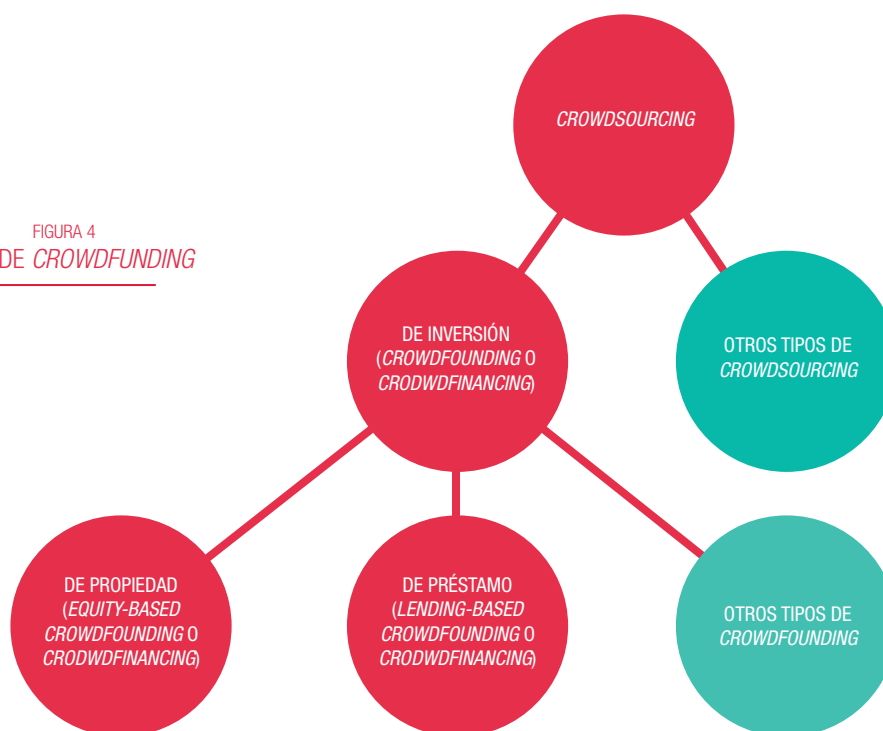 CROWDSOURCING
FIGURA 4
DE CROWDFUNDING
DE INVERSIÓN
(CROWDFOUNDING O
CRODWDFINANCING)
OTROS TIPOS DE
CROWDSOURCING
DE PROPIEDAD
(EQUITY-BASED
CROWDFOUNDING O
CRODWDFINANCING)
DE PRÉSTAMO
(LENDING-BASED
CROWDFOUNDING O
CRODWDFINANCING)
OTROS TIPOS DE
CROWDFOUNDING